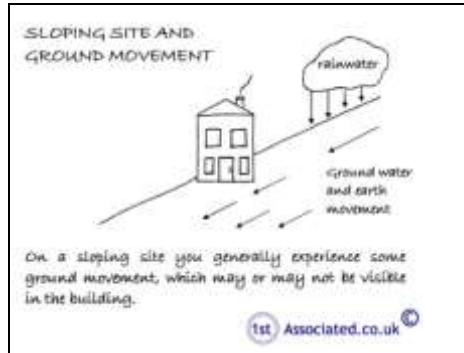 SLOPING SITE AND
GROUND MOVEMENT
rainwater
Ground water
and earth
movement
On a sloping site you generally experience some
ground movement, which may or may not be visible
in the building.
1st Associated.co.uk ©